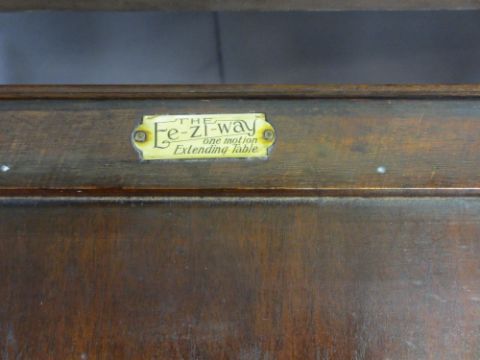 THE
Ee-zi-way
one motion
Extending Table